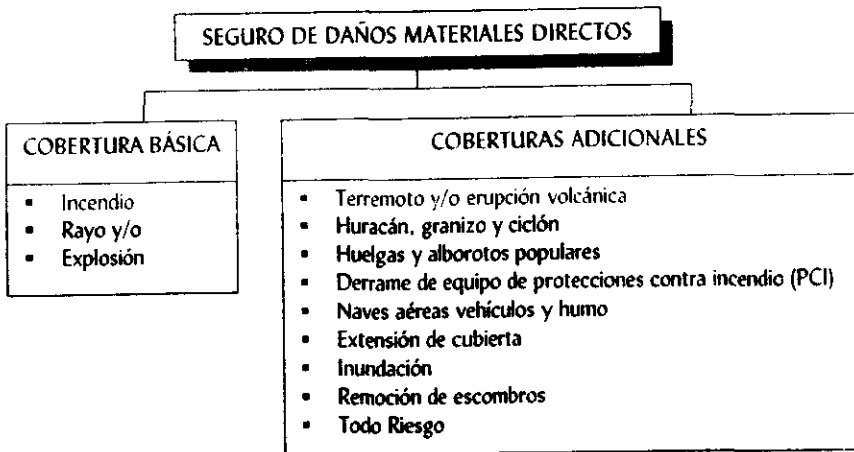 SEGURO DE DAÑOS MATERIALES DIRECTOS
COBERTURA BÁSICA
▪ Incendio
▪ Rayo y/o
▪ Explosión
COBERTURAS ADICIONALES
▪ Terremoto y/o erupción volcánica
▪ Huracán, granizo y ciclón
▪ Huelgas y alborotos populares
▪ Derrame de equipo de protecciones contra incendio (PCI)
▪ Naves aéreas vehículos y humo
▪ Extensión de cubierta
▪ Inundación
▪ Remoción de escombros
▪ Todo Riesgo